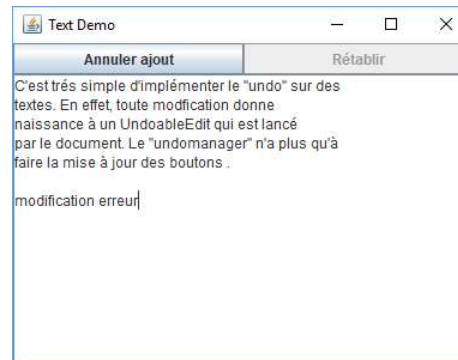 Text Demo
Annuler ajout Rétablir
C'est trés simple d'implémenter le "undo" sur des
textes. En effet, toute modfication donne
naissance à un UndoableEdit qui est lancé
par le document. Le "undomanager" n'a plus qu'à
faire la mise à jour des boutons .
modification erreur